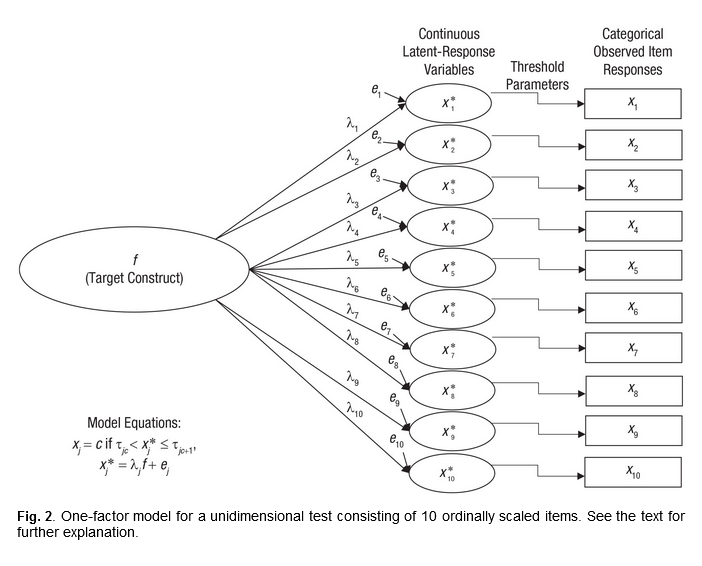 Continuous
Latent-Response
Variables
Threshold
Parameters
Categorical
Observed Item
Responses
e₁
λ₁
x*₁
x₁
e₂
λ₂
x*₂
x₂
e₃
λ₃
x*₃
x₃
e₄
λ₄
x*₄
x₄
e₅
λ₅
x*₅
x₅
e₆
λ₆
x*₆
x₆
e₇
λ₇
x*₇
x₇
e₈
λ₈
x*₈
x₈
e₉
λ₉
x*₉
x₉
e₁₀
λ₁₀
x*₁₀
x₁₀
f
(Target Construct)
Model Equations:
xⱼ = c if τjc < xⱼ* ≤ τjc+1,
xⱼ* = λⱼf + eⱼ
Fig. 2. One-factor model for a unidimensional test consisting of 10 ordinally scaled items. See the text for
further explanation.